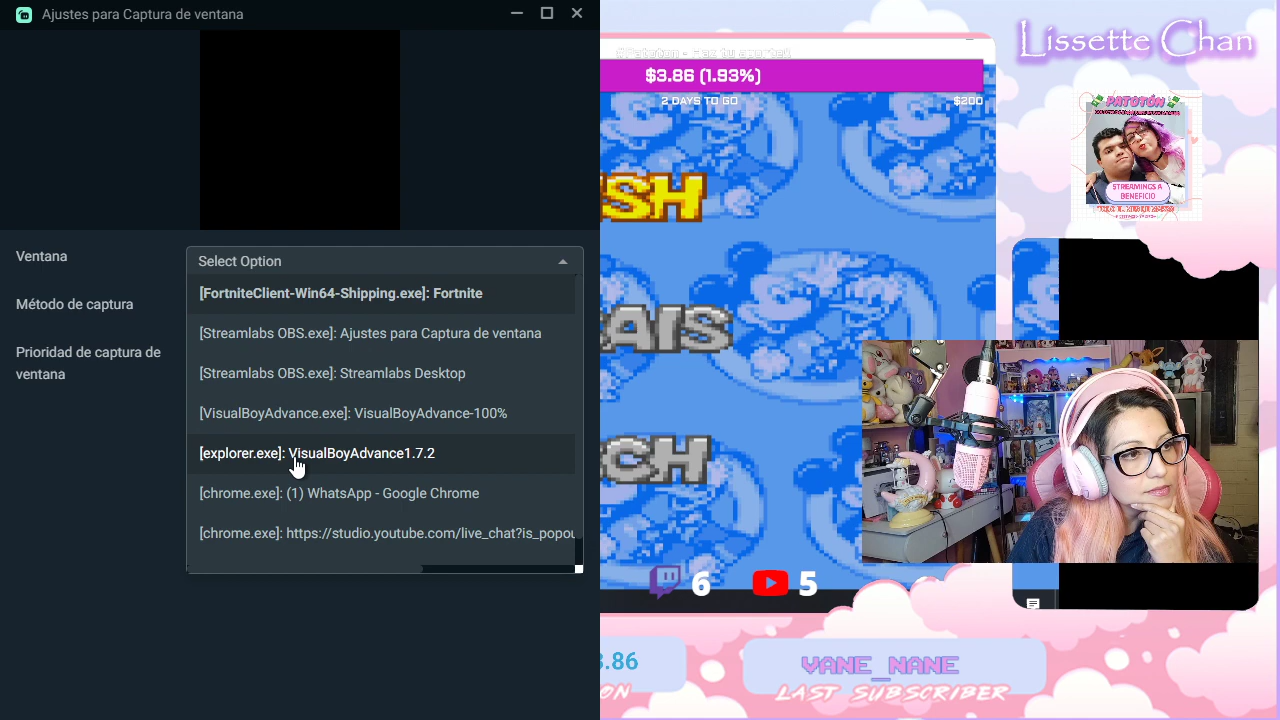 Ajustes para Captura de ventana
Ventana
Select Option
[FortniteClient-Win64-Shipping.exe]: Fortnite
Método de captura
[Streamlabs OBS.exe]: Ajustes para Captura de ventana
Prioridad de captura de
ventana
[Streamlabs OBS.exe]: Streamlabs Desktop
[VisualBoyAdvance.exe]: VisualBoyAdvance-100%
[explorer.exe]: VisualBoyAdvance1.7.2
[chrome.exe]: (1) WhatsApp - Google Chrome
[chrome.exe]: https://studio.youtube.com/live_chat?is_popou
$3.86 (1.93%)
2 DAYS TO GO
$200
SH
AIS
CH
6
5
Lissette Chan
PATOTÓN
STREAMINGS A
BENEFICIO
3.86
ON
VANE_NANE
LAST SUBSCRIBER